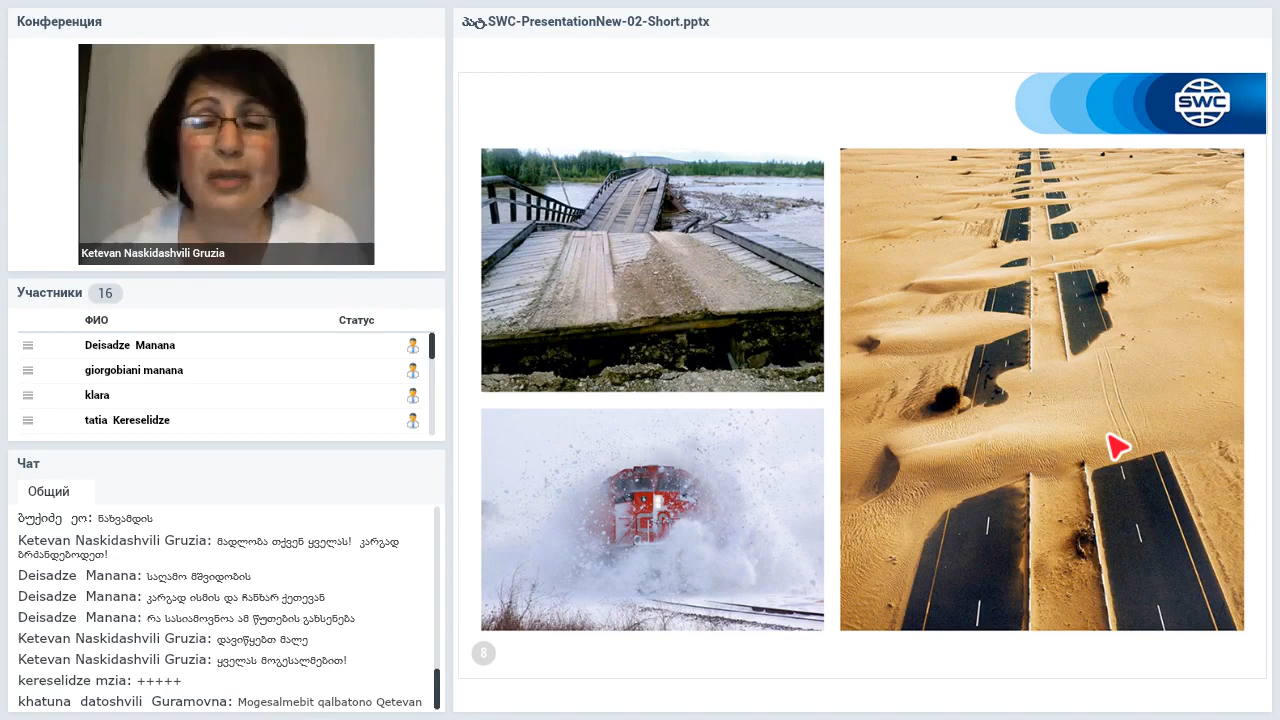 Конференция
Ketevan Naskidashvili Gruzia
Участники 16
ФИО Статус
Deisadze Manana
giorgobiani manana
klara
tatia Kereselidze
Чат
Общий
ბუქიძე ეო: ნახვამდის
Ketevan Naskidashvili Gruzia: მადლობა თქვენ ყველას! კარგად
ბრძანდებოდეთ!
Deisadze Manana: საღამო მშვიდობის
Deisadze Manana: კარგად ისმის და ჩანხარ ქეთევან
Deisadze Manana: რა სასიამოვნოა ამ წუთების გახსენება
Ketevan Naskidashvili Gruzia: დავიწყებთ მალე
Ketevan Naskidashvili Gruzia: ყველას მოგესალმებით!
kereselidze mzia: +++++
khatuna datoshvili Guramovna: Mogesalmebit qalbatono Qetevan
პატ.SWC-PresentationNew-02-Short.pptx
SWC
8